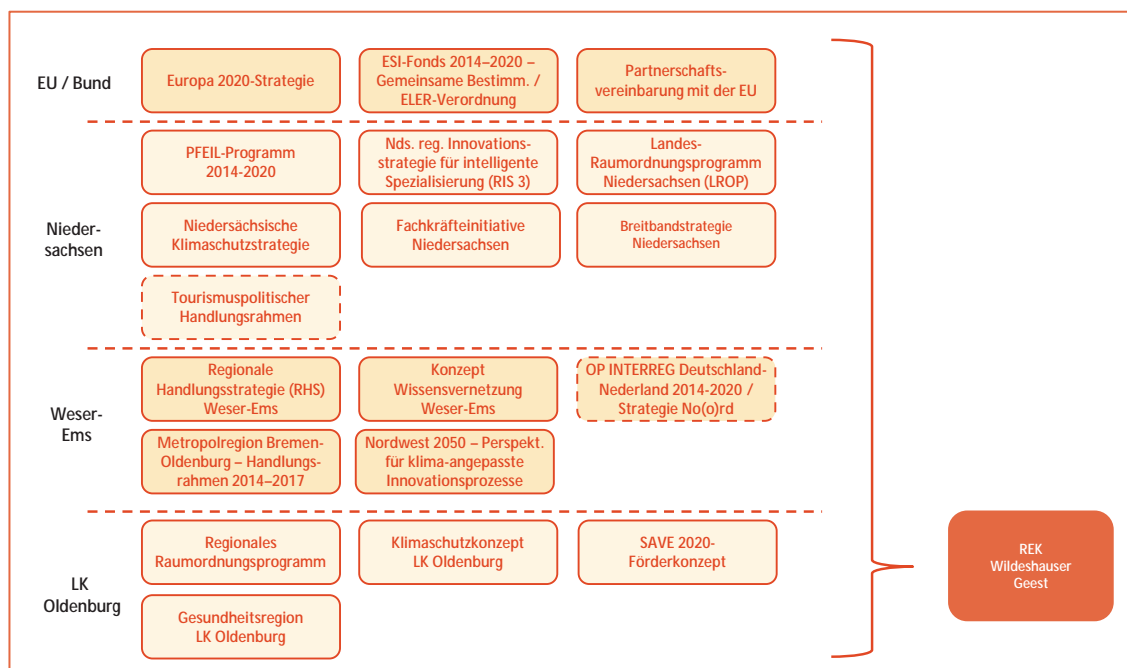 EU / Bund
Europa 2020-Strategie
ESI-Fonds 2014–2020 –
Gemeinsame Bestimm. /
ELER-Verordnung
Partnerschafts-
vereinbarung mit der EU
Nieder-
sachsen
PFEIL-Programm
2014-2020
Nds. reg. Innovations-
strategie für intelligente
Spezialisierung (RIS 3)
Landes-
Raumordnungsprogramm
Niedersachsen (LROP)
Niedersächsische
Klimaschutzstrategie
Fachkräfteinitiative
Niedersachsen
Breitbandstrategie
Niedersachsen
Tourismuspolitischer
Handlungsrahmen
Weser-
Ems
Regionale
Handlungsstrategie (RHS)
Weser-Ems
Konzept
Wissensvernetzung
Weser-Ems
OP INTERREG Deutschland-
Nederland 2014-2020 /
Strategie No(o)rd
Metropolregion Bremen-
Oldenburg – Handlungs-
rahmen 2014–2017
Nordwest 2050 – Perspekt.
für klima-angepasste
Innovationsprozesse
LK
Oldenburg
Regionales
Raumordnungsprogramm
Klimaschutzkonzept
LK Oldenburg
SAVE 2020-
Förderkonzept
Gesundheitsregion
LK Oldenburg
REK
Wildeshauser
Geest